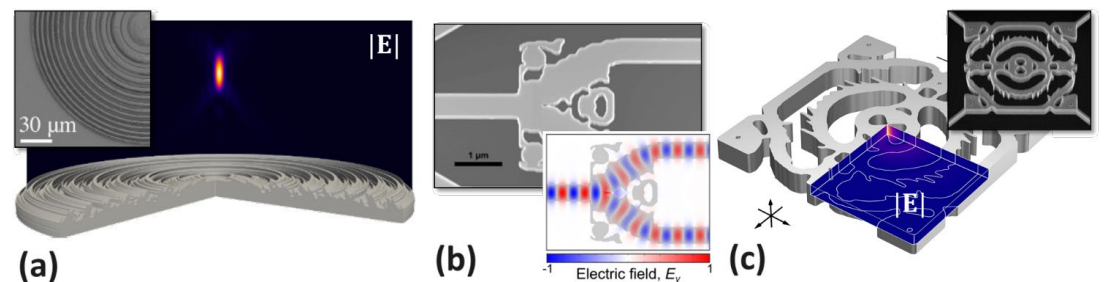 |E|
30 μm
(a)
1 μm
-1
1
Electric field, Ey
(b)
|E|
(c)